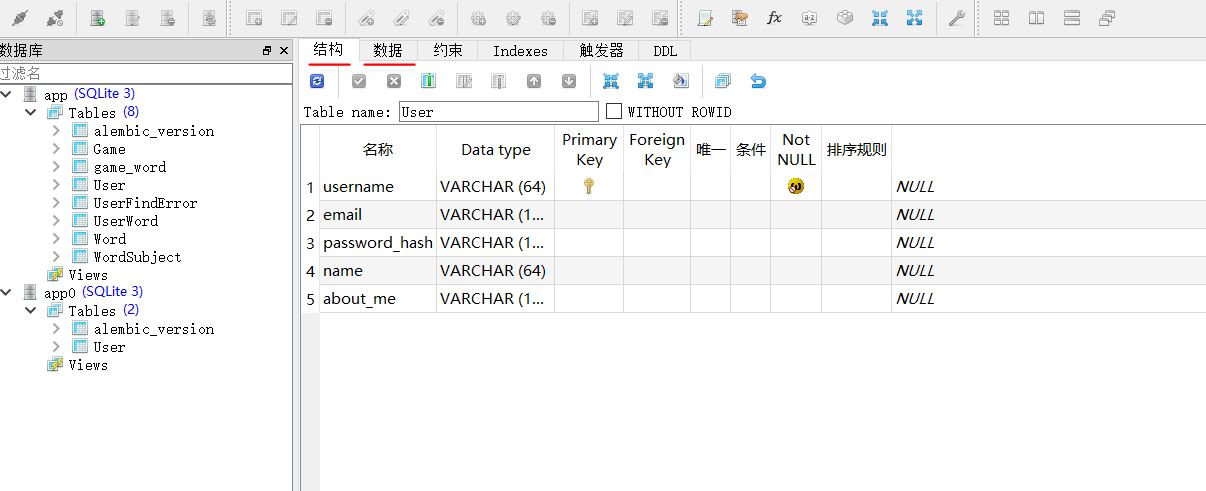 结构 数据 约束 Indexes 触发器 DDL
数据库
过滤名
app (SQLite 3)
Tables (8)
alembic_version
Game
game_word
User
UserFindError
UserWord
Word
WordSubject
Views
app0 (SQLite 3)
Tables (2)
alembic_version
User
Views
Table name: User WITHOUT ROWID
名称 Data type Primary Key Foreign Key 唯一 条件 Not NULL 排序规则
1 username VARCHAR (64) NULL
2 email VARCHAR (1... NULL
3 password_hash VARCHAR (1... NULL
4 name VARCHAR (64) NULL
5 about_me VARCHAR (1... NULL